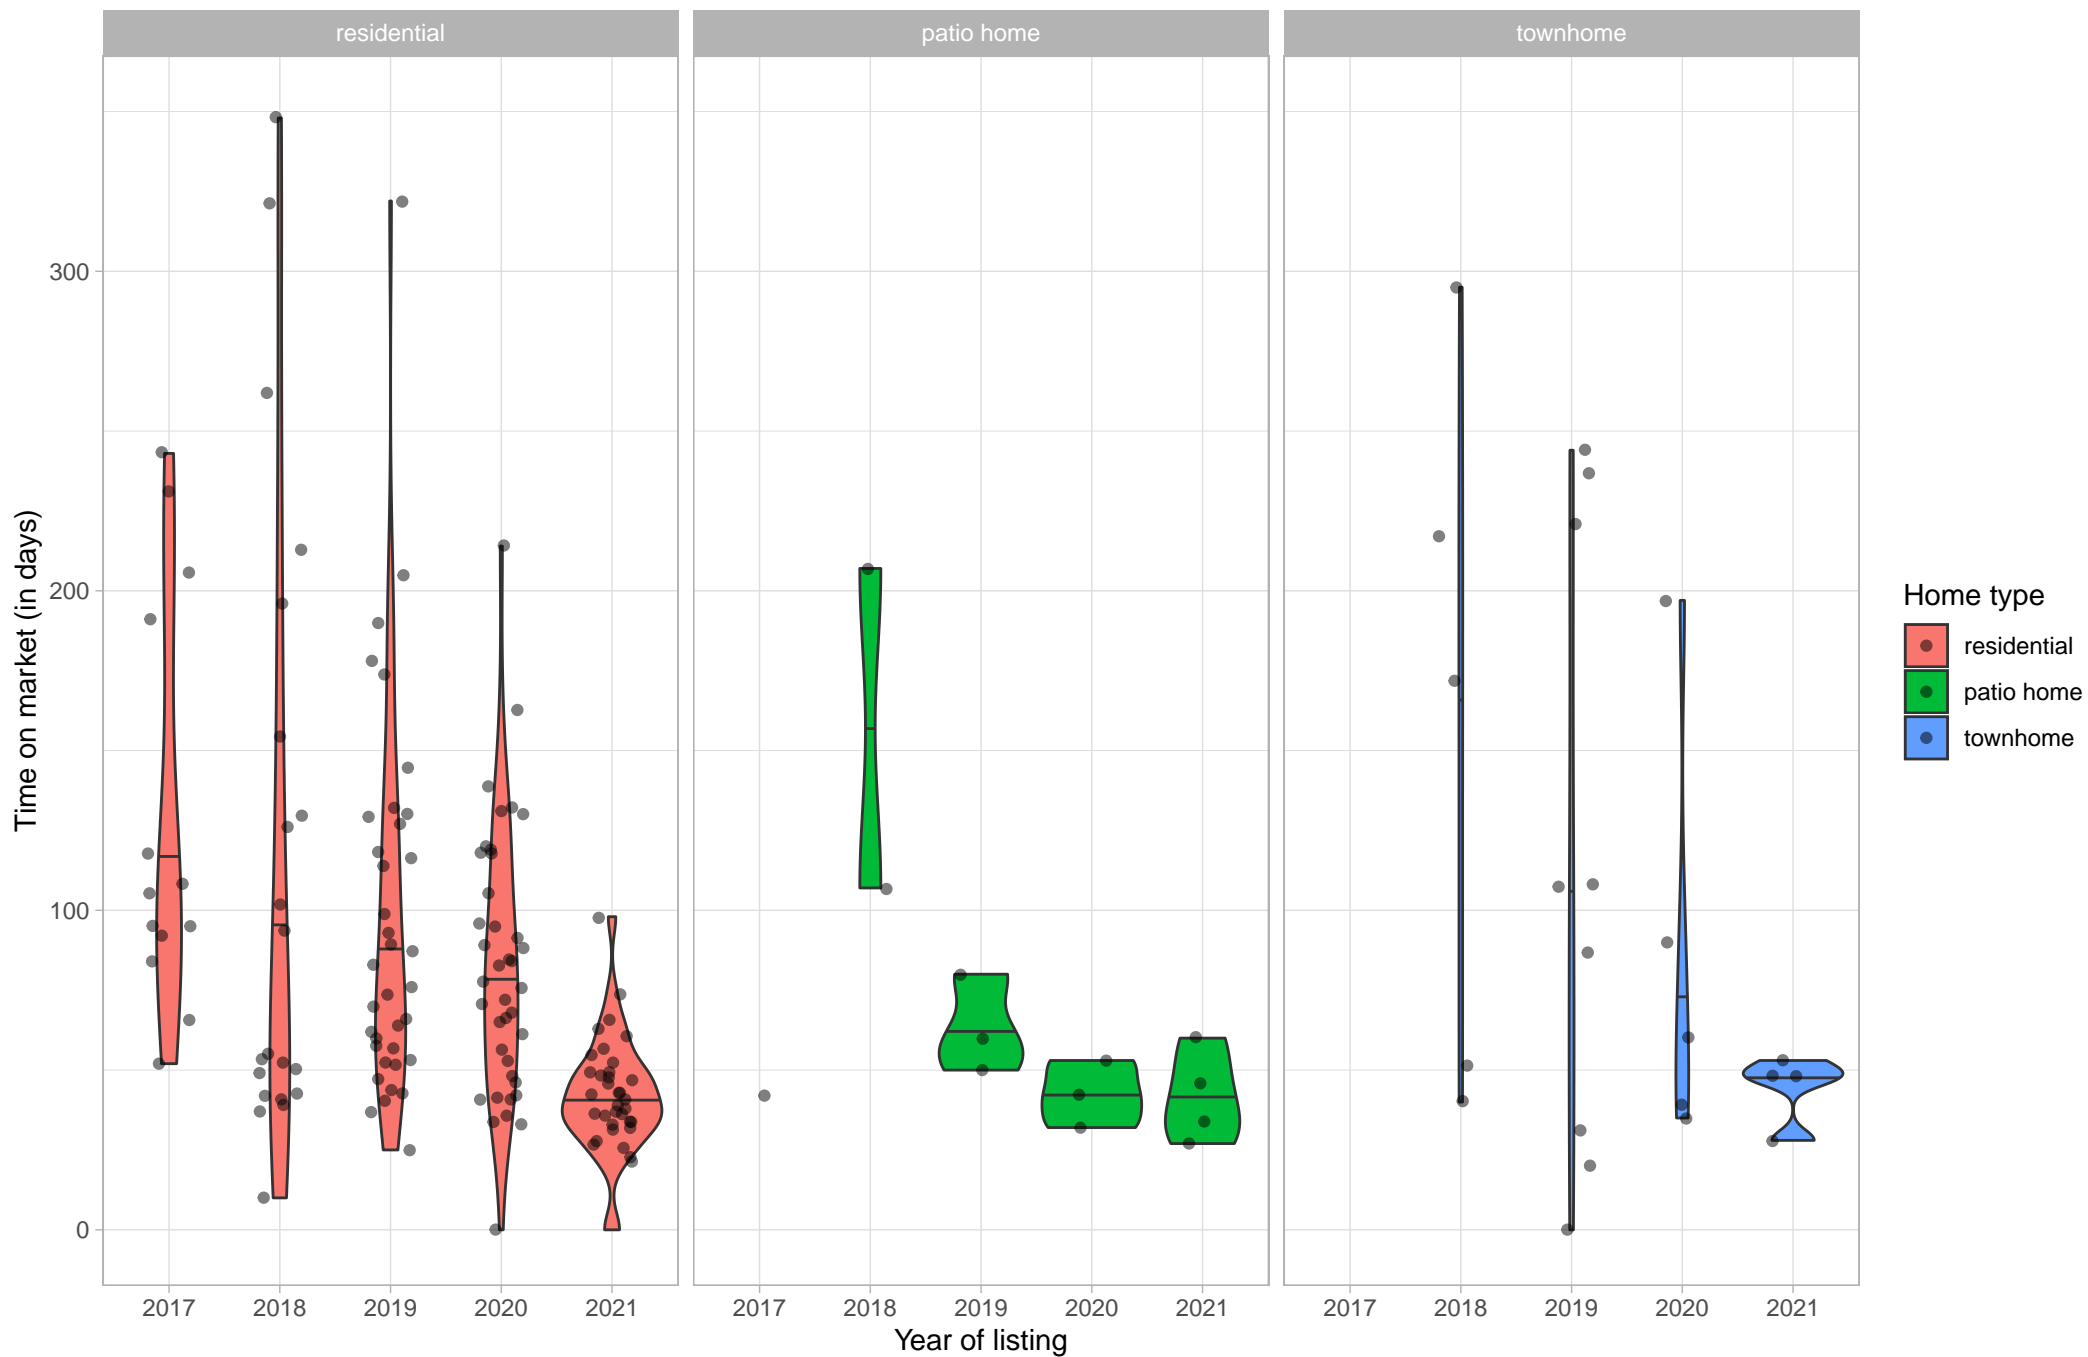 residential patio home townhome
300
200
100
0
Time on market (in days)
2017 2018 2019 2020 2021 2017 2018 2019 2020 2021 2017 2018 2019 2020 2021
Year of listing
Home type
residential
patio home
townhome